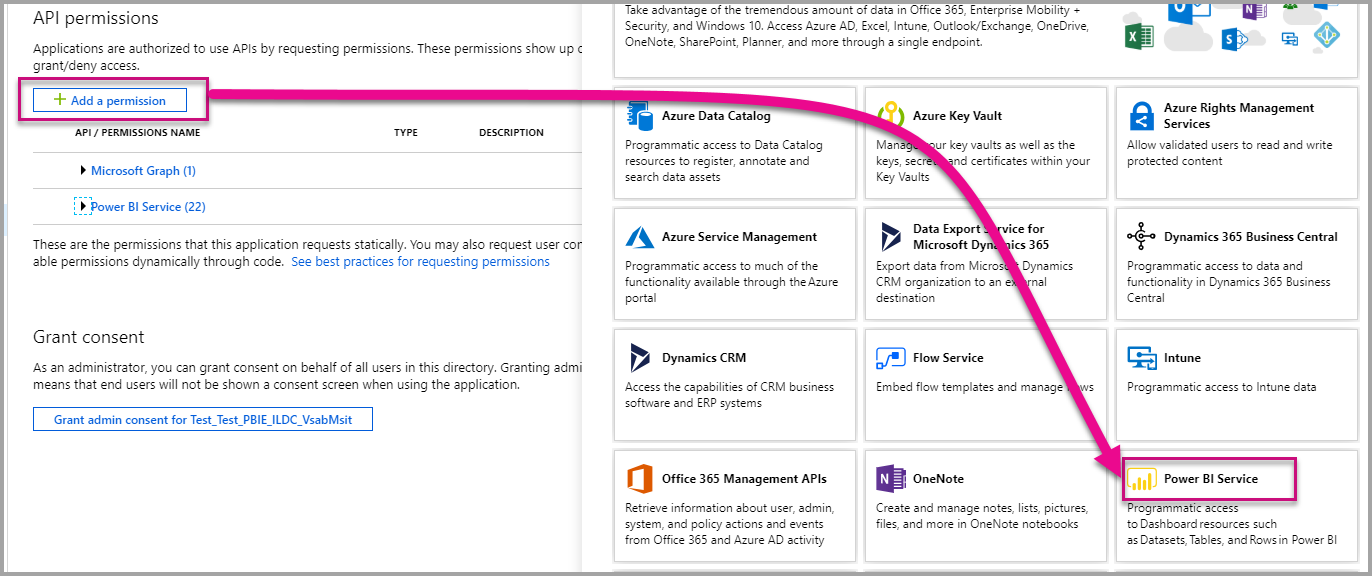 API permissions
Applications are authorized to use APIs by requesting permissions. These permissions show up
grant/deny access.
+ Add a permission
API / PERMISSIONS NAME TYPE DESCRIPTION
Microsoft Graph (1)
Power BI Service (22)
These are the permissions that this application requests statically. You may also request user
able permissions dynamically through code. See best practices for requesting permissions
Grant consent
As an administrator, you can grant consent on behalf of all users in this directory. Granting
means that end users will not be shown a consent screen when using the application.
Grant admin consent for Test_Test_PBIE_ILDC_VsabMsit
Take advantage of the tremendous amount of data in Office 365, Enterprise Mobility +
Security, and Windows 10. Access Azure AD, Excel, Intune, Outlook/Exchange, OneDrive,
OneNote, SharePoint, Planner, and more through a single endpoint.
Azure Data Catalog
Programmatic access to Data Catalog
resources to register, annotate and
search data assets
Azure Key Vault
Manage your key vaults as well as the
keys, secrets, and certificates within your
Key Vaults
Azure Rights Management
Services
Allow validated users to read and write
protected content
Azure Service Management
Programmatic access to much of the
functionality available through the Azure
portal
Data Export Service for
Microsoft Dynamics 365
Export data from Microsoft Dynamics
CRM organization to an external
destination
Dynamics 365 Business Central
Programmatic access to data and
functionality in Dynamics 365 Business
Central
Dynamics CRM
Access the capabilities of CRM business
software and ERP systems
Flow Service
Embed flow templates and manage flows
Intune
Programmatic access to Intune data
Office 365 Management APIs
Retrieve information about user, admin,
system, and policy actions and events
from Office 365 and Azure AD activity
OneNote
Create and manage notes, lists, pictures,
files, and more in OneNote notebooks
Power BI Service
Programmatic access
to Dashboard resources such
as Datasets, Tables, and Rows in Power BI